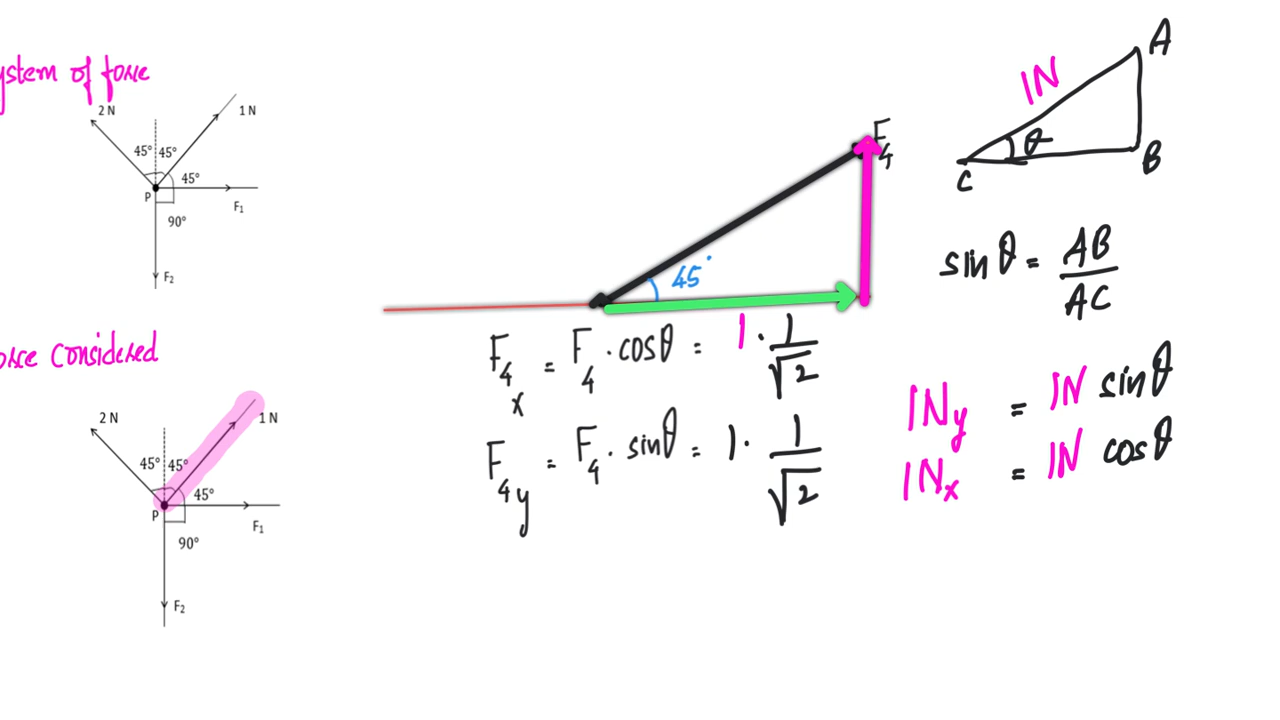 ystem of force
2 N
1 N
45° 45°
45°
P
F₁
90°
F₂
orce considered
2 N
1 N
45° 45°
45°
P
F₁
90°
F₂
F₄
45°
F₄ₓ = F₄ · cosθ = 1 · 1/√2
F₄y = F₄ · sinθ = 1 · 1/√2
A
1N
θ
B
C
sinθ = AB/AC
1Ny = 1N sinθ
1Nₓ = 1N cosθ